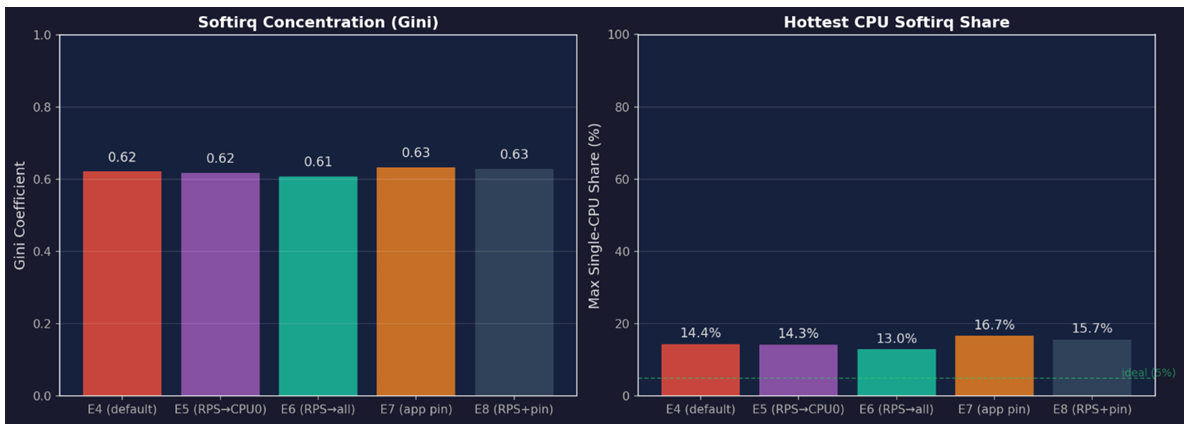 Softirq Concentration (Gini)
Gini Coefficient
1.0
0.8
0.6
0.4
0.2
0.0
0.62
0.62
0.61
0.63
0.63
E4 (default)
E5 (RPS→CPU0)
E6 (RPS→all)
E7 (app pin)
E8 (RPS+pin)
Hottest CPU Softirq Share
Max Single-CPU Share (%)
100
80
60
40
20
0
14.4%
14.3%
13.0%
16.7%
15.7%
ideal (5%)
E4 (default)
E5 (RPS→CPU0)
E6 (RPS→all)
E7 (app pin)
E8 (RPS+pin)